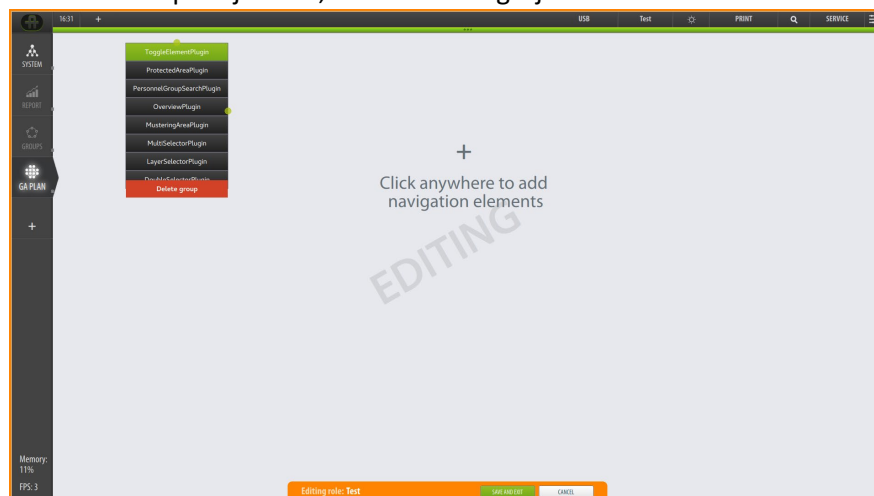 16:31 + USB Test PRINT SERVICE
SYSTEM
REPORT
GROUPS
GA PLAN
+
ToggleElementPlugin
ProtectedAreaPlugin
PersonnelGroupSearchPlugin
OverviewPlugin
MusteringAreaPlugin
MultiSelectorPlugin
LayerSelectorPlugin
DoubleSelectorPlugin
Delete group
+
Click anywhere to add
navigation elements
EDITING
Memory:
11%
FPS: 3
Editing role: Test SAVE AND EXIT CANCEL